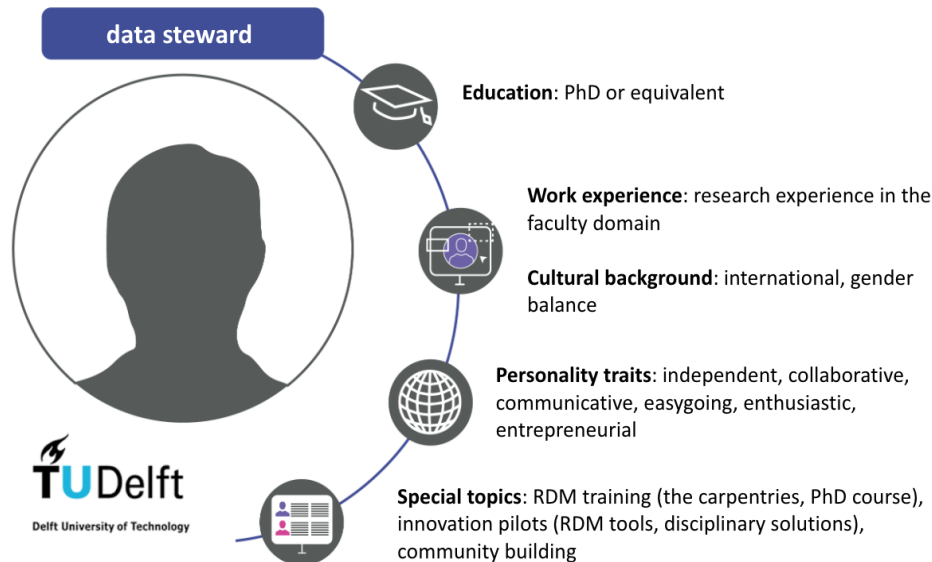 data steward
Education: PhD or equivalent
Work experience: research experience in the
faculty domain
Cultural background: international, gender
balance
Personality traits: independent, collaborative,
communicative, easygoing, enthusiastic,
entrepreneurial
TUDelft
Delft University of Technology
Special topics: RDM training (the carpentries, PhD course),
innovation pilots (RDM tools, disciplinary solutions),
community building